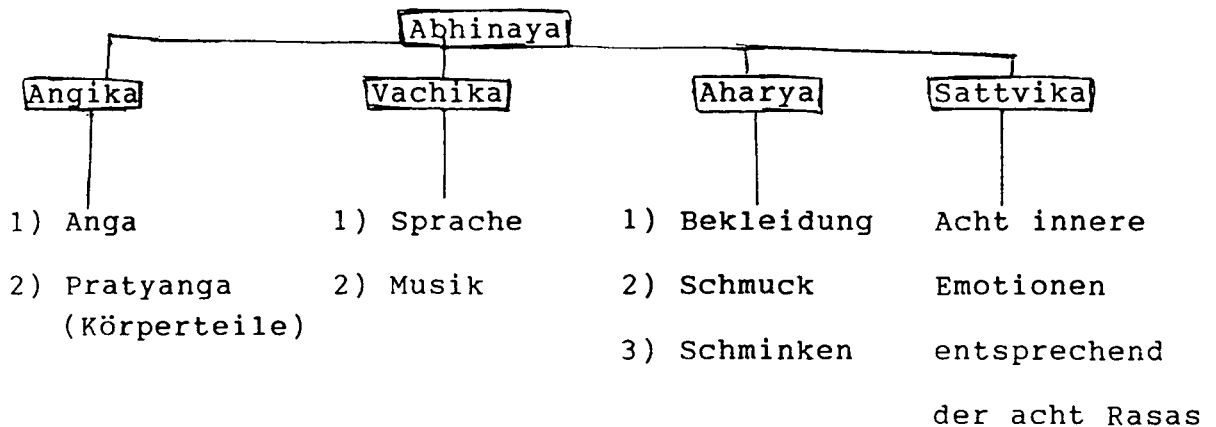 Abhinaya
Angika
Vachika
Aharya
Sattvika
1) Anga
2) Pratyanga
(Körperteile)
1) Sprache
2) Musik
1) Bekleidung
2) Schmuck
3) Schminken
Acht innere
Emotionen
entsprechend
der acht Rasas